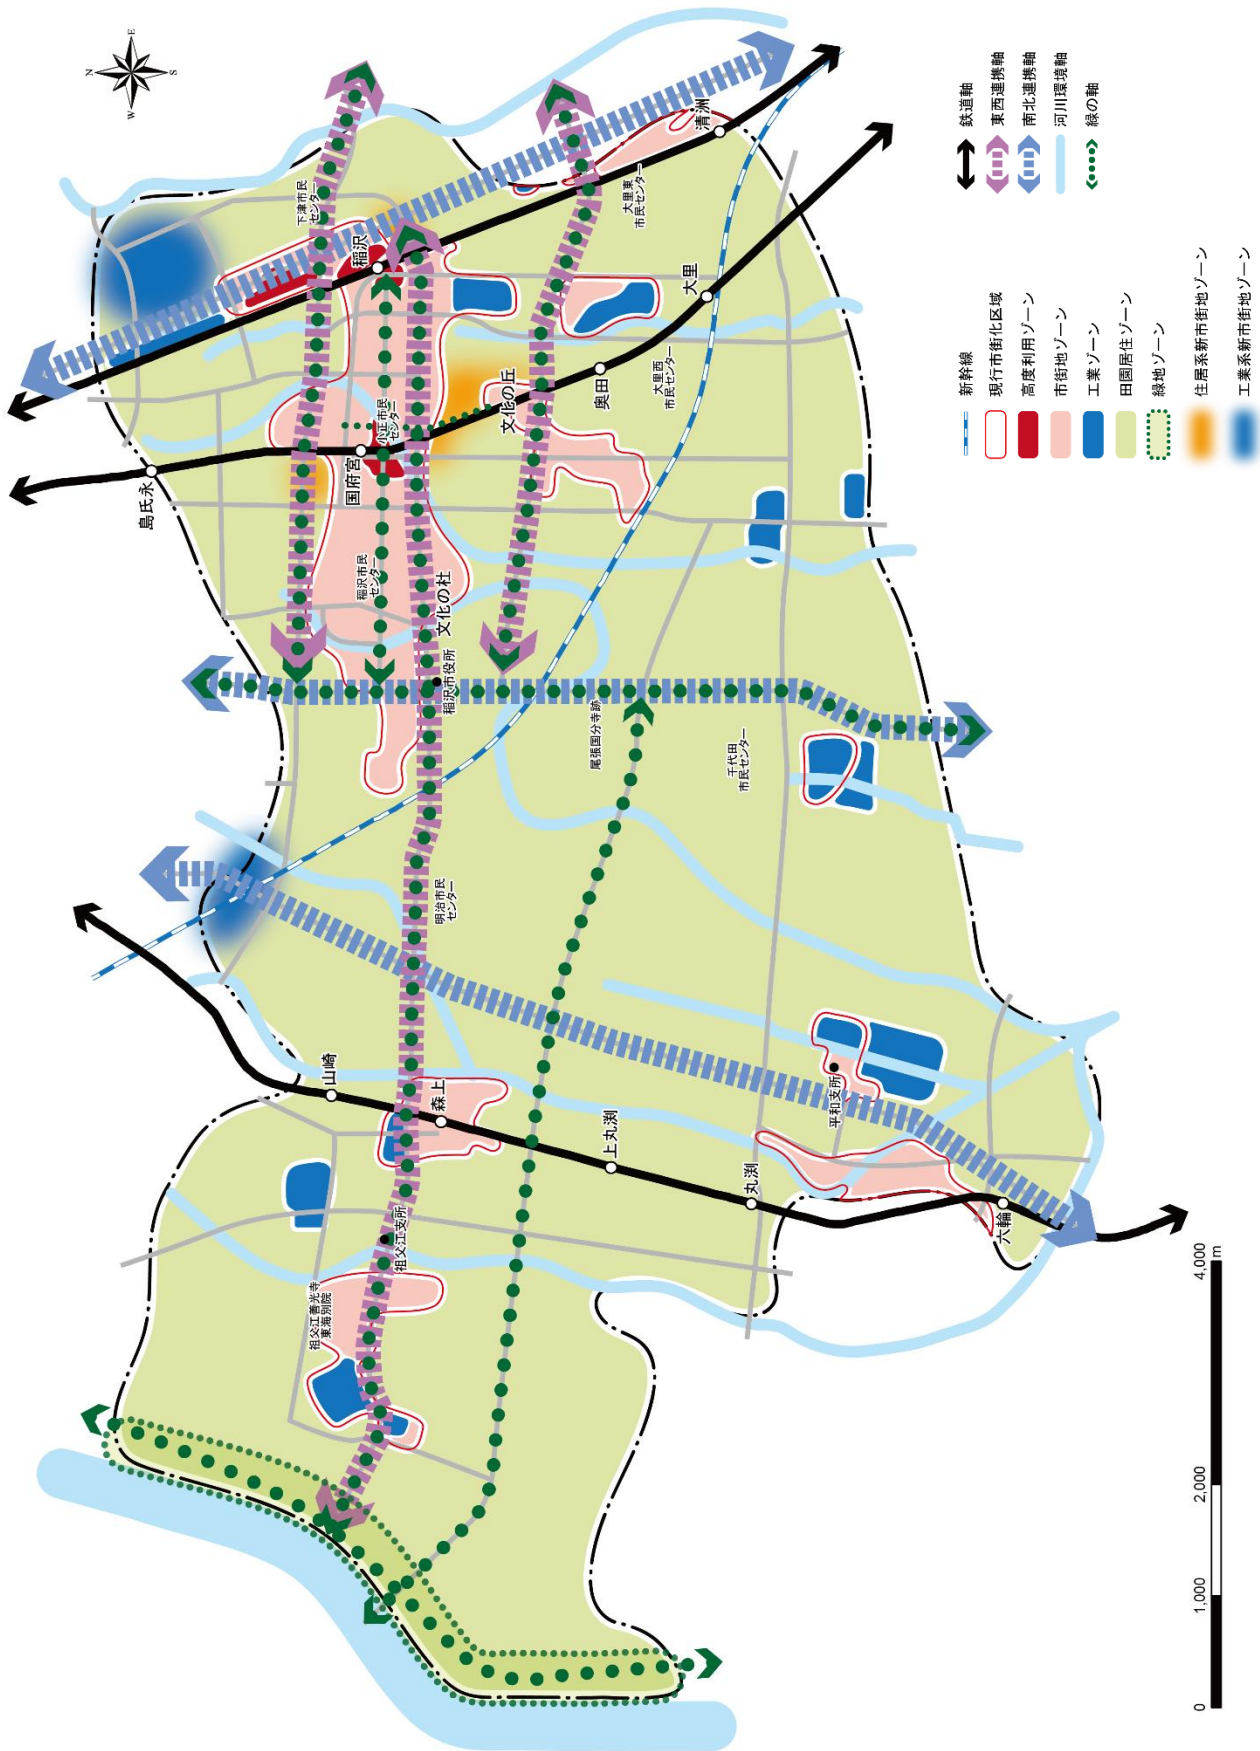 N
E
S
W
下津市民
センター
稲沢
島氏永
国府宮
小正市民
センター
稲沢市民
センター
文化の丘
文化の杜
稲沢市役所
奥田
大里西
市民センター
大里
大里東
市民センター
清洲
尾張国分寺跡
千代田
市民センター
明治市民
センター
山崎
森上
上丸渕
丸渕
六輪
平和支所
祖父江支所
祖父江善光寺
東海別院
鉄道軸
東西連携軸
南北連携軸
河川環境軸
緑の軸
新幹線
現行市街化区域
高度利用ゾーン
市街地ゾーン
工業ゾーン
田園居住ゾーン
緑地ゾーン
住居系新市街地ゾーン
工業系新市街地ゾーン
0
1,000
2,000
4,000
m